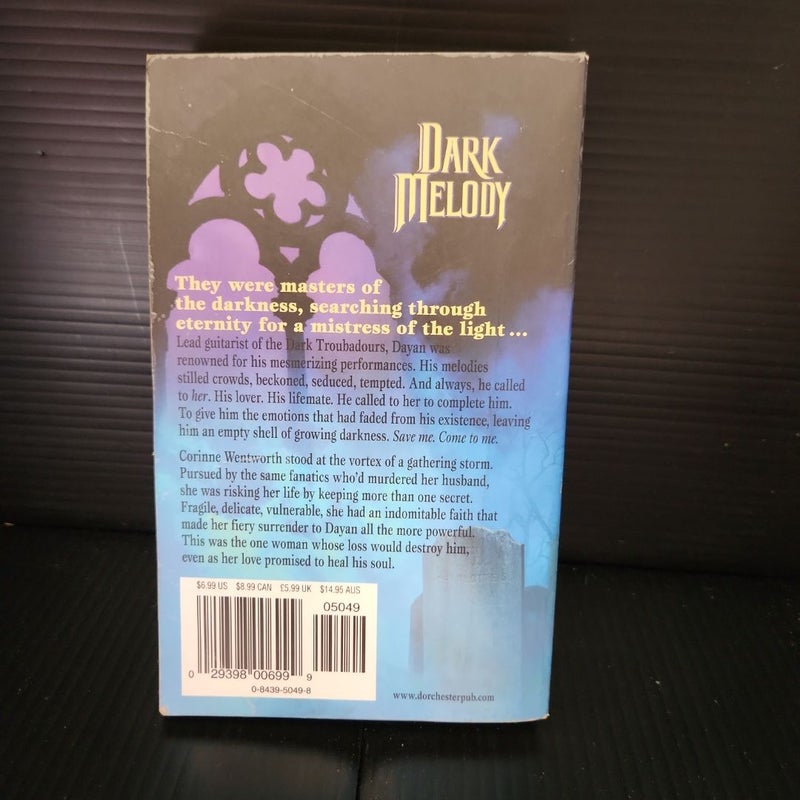 DARK
MELODY
They were masters of
the darkness, searching through
eternity for a mistress of the light...
Lead guitarist of the Dark Troubadours, Dayan was
renowned for his mesmerizing performances. His melodies
stilled crowds, beckoned, seduced, tempted. And always, he called
to her. His lover. His lifemate. He called to her to complete him.
To give him the emotions that had faded from his existence, leaving
him an empty shell of growing darkness. Save me. Come to me.
Corinne Wentworth stood at the vortex of a gathering storm.
Pursued by the same fanatics who'd murdered her husband,
she was risking her life by keeping more than one secret.
Fragile, delicate, vulnerable, she had an indomitable faith that
made her fiery surrender to Dayan all the more powerful.
This was the one woman whose loss would destroy him,
even as her love promised to heal his soul.
$6.99 US $8.99 CAN £5.99 UK $14.95 AUS
05049
0 29398 00699 9
0-8439-5049-8
www.dorchesterpub.com